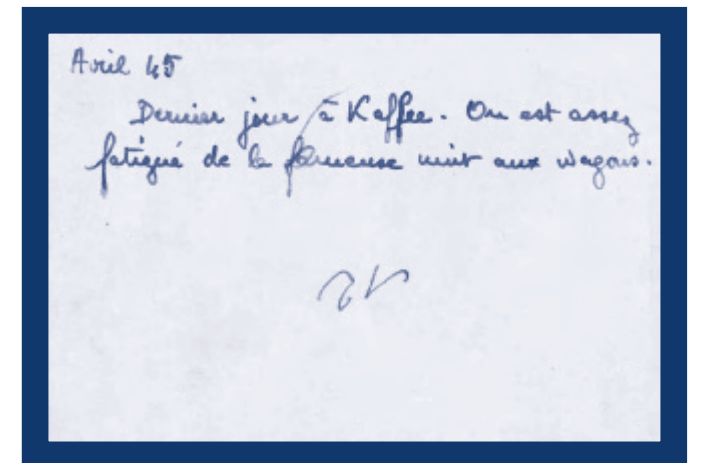 Avril 45
Dernier jour à Kaffee. On est assez
fatigué de la fameuse nuit aux wagons.